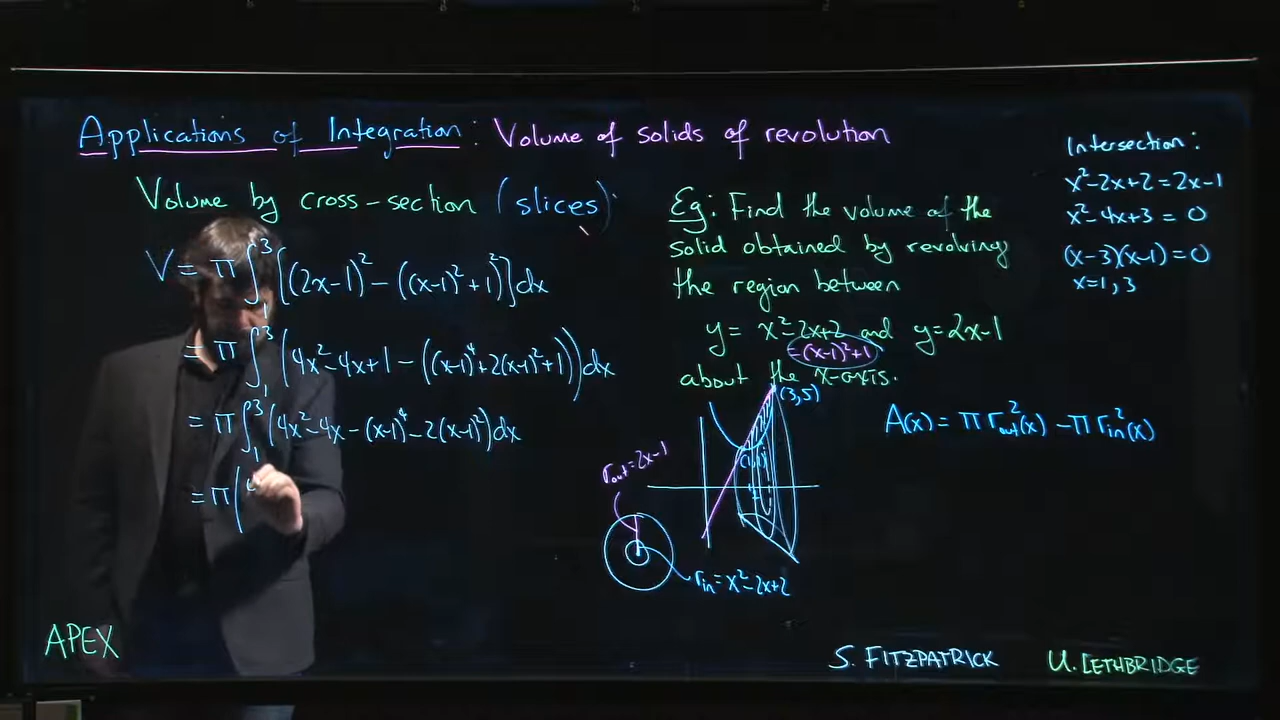 Applications of Integration: Volume of solids of revolution
Volume by cross-section (slices):
V = π ∫₁³ [(2x-1)² - ((x-1)²+1)²] dx
= π ∫₁³ (4x²-4x+1 - ((x-1)⁴+2(x-1)²+1)) dx
= π ∫₁³ (4x²-4x - (x-1)⁴ - 2(x-1)²) dx
= π (
Eg: Find the volume of the
solid obtained by revolving
the region between
y = x²-2x+2 and y=2x-1
=(x-1)²+1
about the x-axis.
(3,5)
(1,1)
r_out = 2x-1
r_in = x²-2x+2
Intersection:
x²-2x+2=2x-1
x²-4x+3 = 0
(x-3)(x-1)=0
x=1,3
A(x) = π r_out²(x) - π r_in²(x)
APEX
S. FITZPATRICK
U. LETHBRIDGE